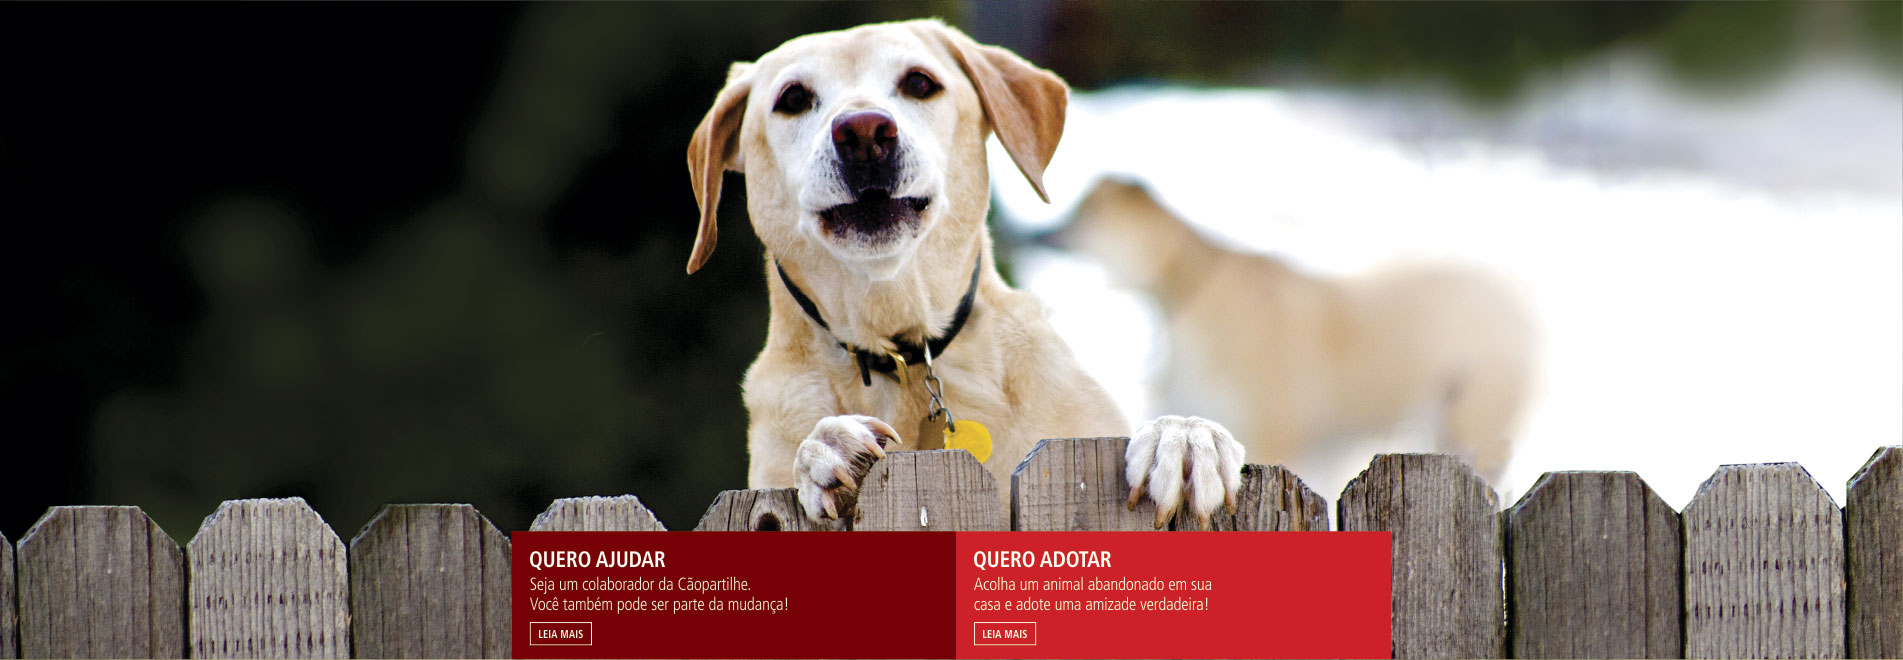 QUERO AJUDAR
Seja um colaborador da Cãopartilhe.
Você também pode ser parte da mudança!
LEIA MAIS
QUERO ADOTAR
Acolha um animal abandonado em sua
casa e adote uma amizade verdadeira!
LEIA MAIS